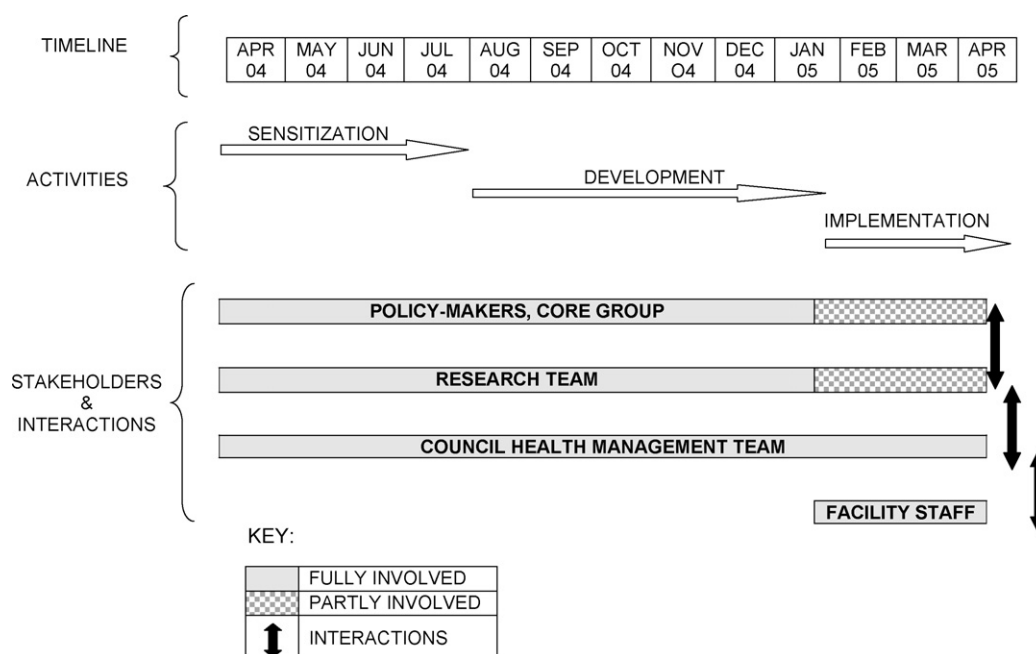 TIMELINE
APR MAY JUN JUL AUG SEP OCT NOV DEC JAN FEB MAR APR
04 04 04 04 04 04 04 O4 04 05 05 05 05
SENSITIZATION
ACTIVITIES
DEVELOPMENT
IMPLEMENTATION
POLICY-MAKERS, CORE GROUP
STAKEHOLDERS
&
INTERACTIONS
RESEARCH TEAM
COUNCIL HEALTH MANAGEMENT TEAM
FACILITY STAFF
KEY:
FULLY INVOLVED
PARTLY INVOLVED
INTERACTIONS